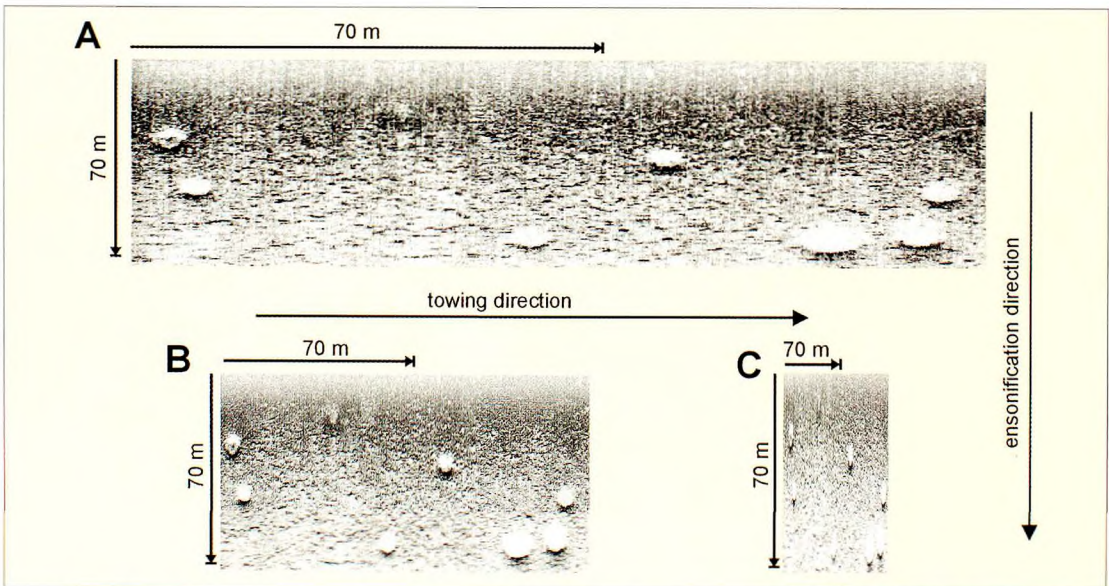 A
70 m
70 m
towing direction
ensonification direction
B
70 m
70 m
C
70 m
70 m